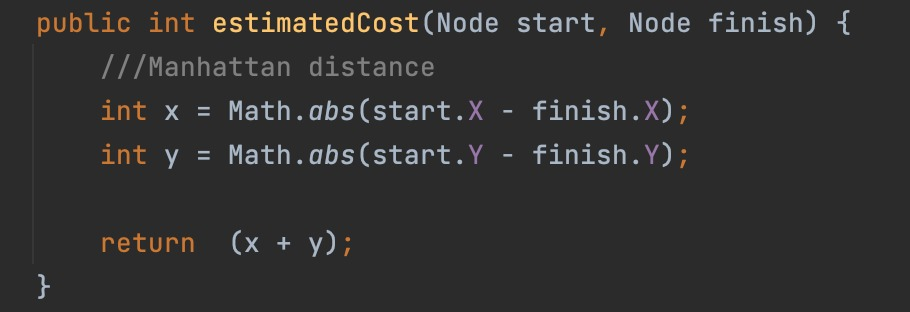 public int estimatedCost(Node start, Node finish) {
///Manhattan distance
int x = Math.abs(start.X - finish.X);
int y = Math.abs(start.Y - finish.Y);
return  (x + y);
}